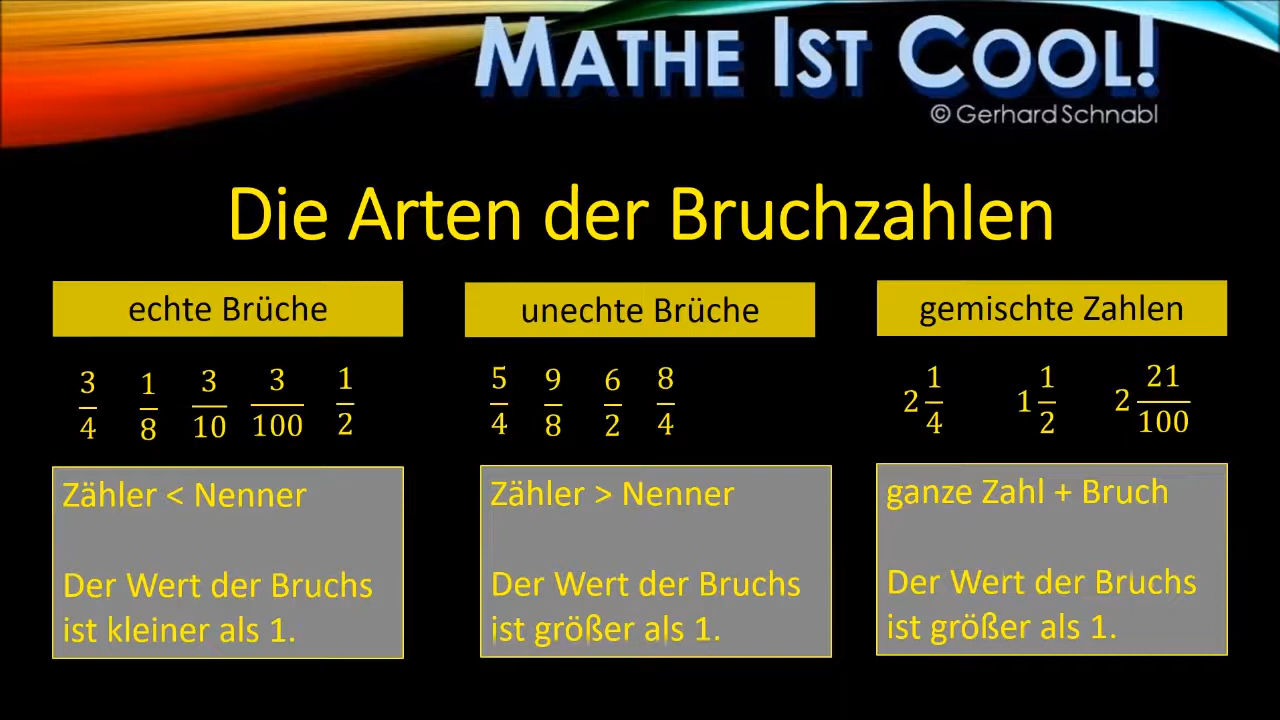 MATHE IST COOL!
© Gerhard Schnabl
Die Arten der Bruchzahlen
echte Brüche
3/4 1/8 3/10 3/100 1/2
Zähler < Nenner
Der Wert der Bruchs
ist kleiner als 1.
unechte Brüche
5/4 9/8 6/2 8/4
Zähler > Nenner
Der Wert der Bruchs
ist größer als 1.
gemischte Zahlen
2 1/4 1 1/2 2 21/100
ganze Zahl + Bruch
Der Wert der Bruchs
ist größer als 1.